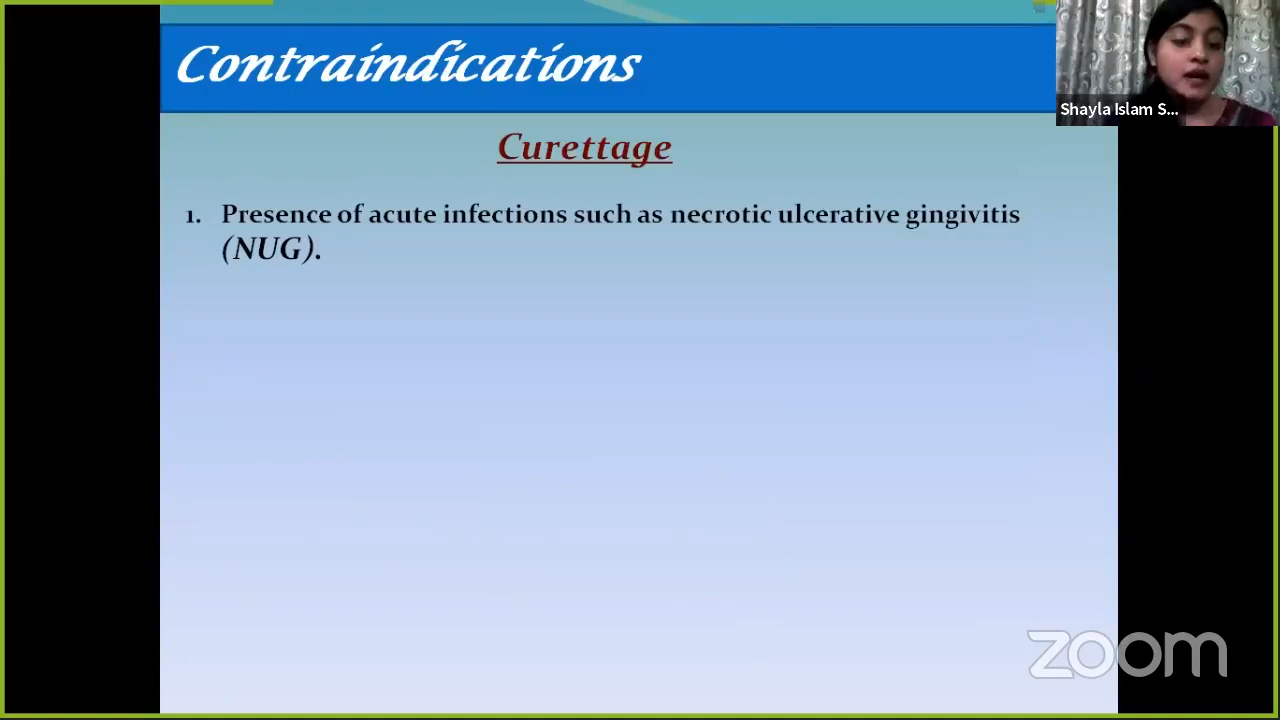 Contraindications
Shayla Islam S...
Curettage
1. Presence of acute infections such as necrotic ulcerative gingivitis
(NUG).
zoom